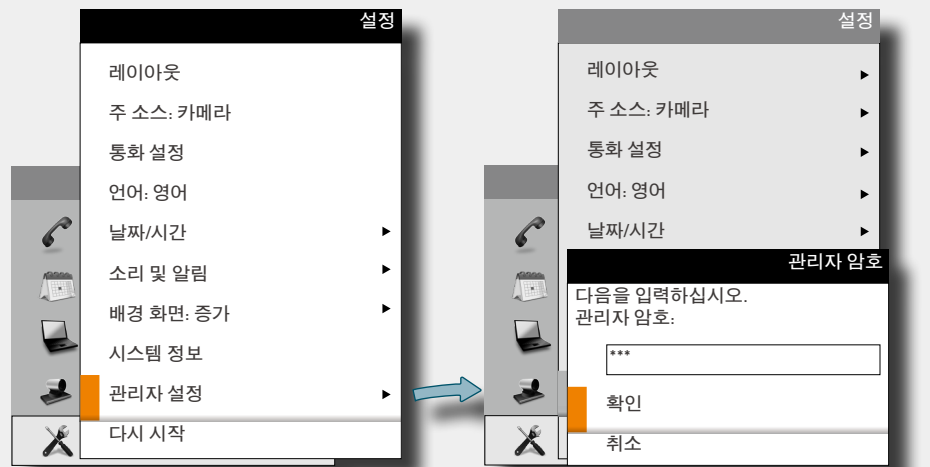 설정
레이아웃
주 소스: 카메라
통화 설정
언어: 영어
날짜/시간
소리 및 알림
배경 화면: 증가
시스템 정보
관리자 설정
다시 시작
설정
레이아웃
주 소스: 카메라
통화 설정
언어: 영어
날짜/시간
관리자 암호
다음을 입력하십시오.
관리자 암호:
***
확인
취소